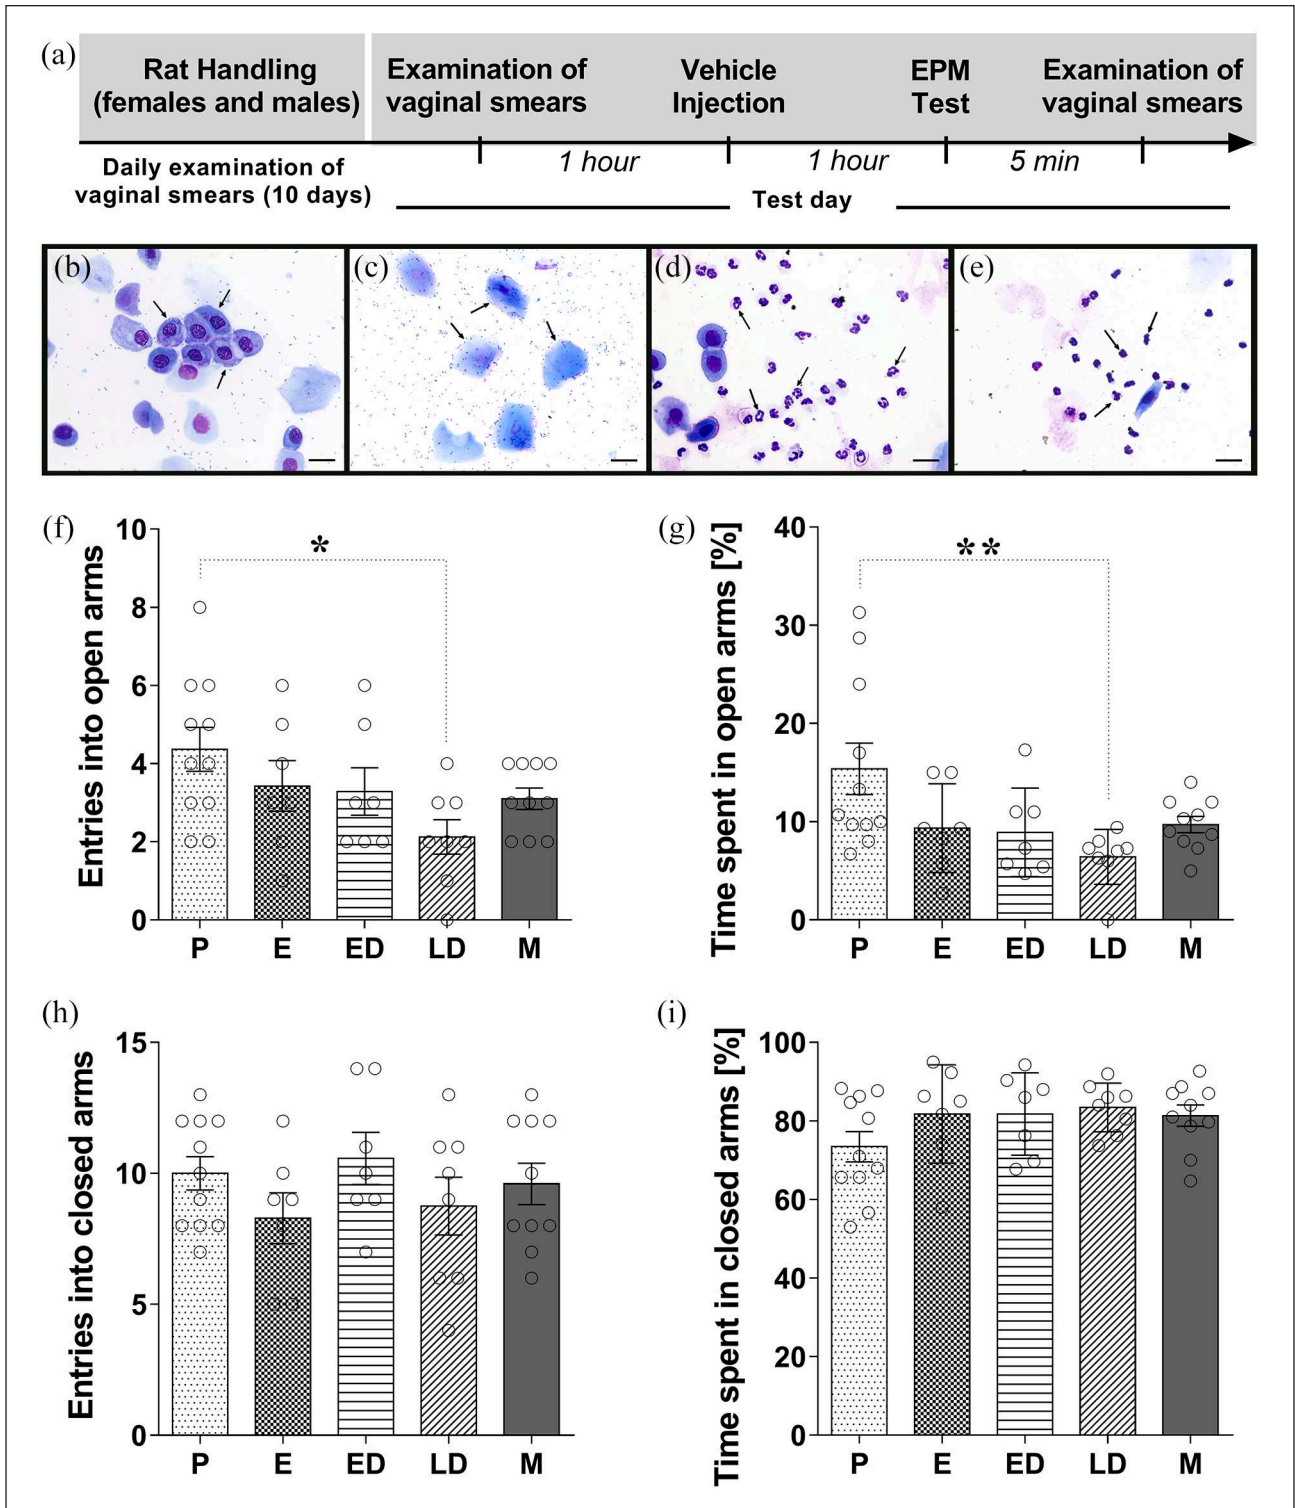 (a)
Rat Handling
(females and males)
Examination of
vaginal smears
Vehicle
Injection
EPM
Test
Examination of
vaginal smears
Daily examination of
vaginal smears (10 days)
1 hour
1 hour
5 min
Test day
(b)
(c)
(d)
(e)
(f)
Entries into open arms
10
8
6
4
2
0
*
P
E
ED
LD
M
(g)
Time spent in open arms [%]
40
30
20
10
0
**
P
E
ED
LD
M
(h)
Entries into closed arms
15
10
5
0
P
E
ED
LD
M
(i)
Time spent in closed arms [%]
100
80
60
40
20
0
P
E
ED
LD
M